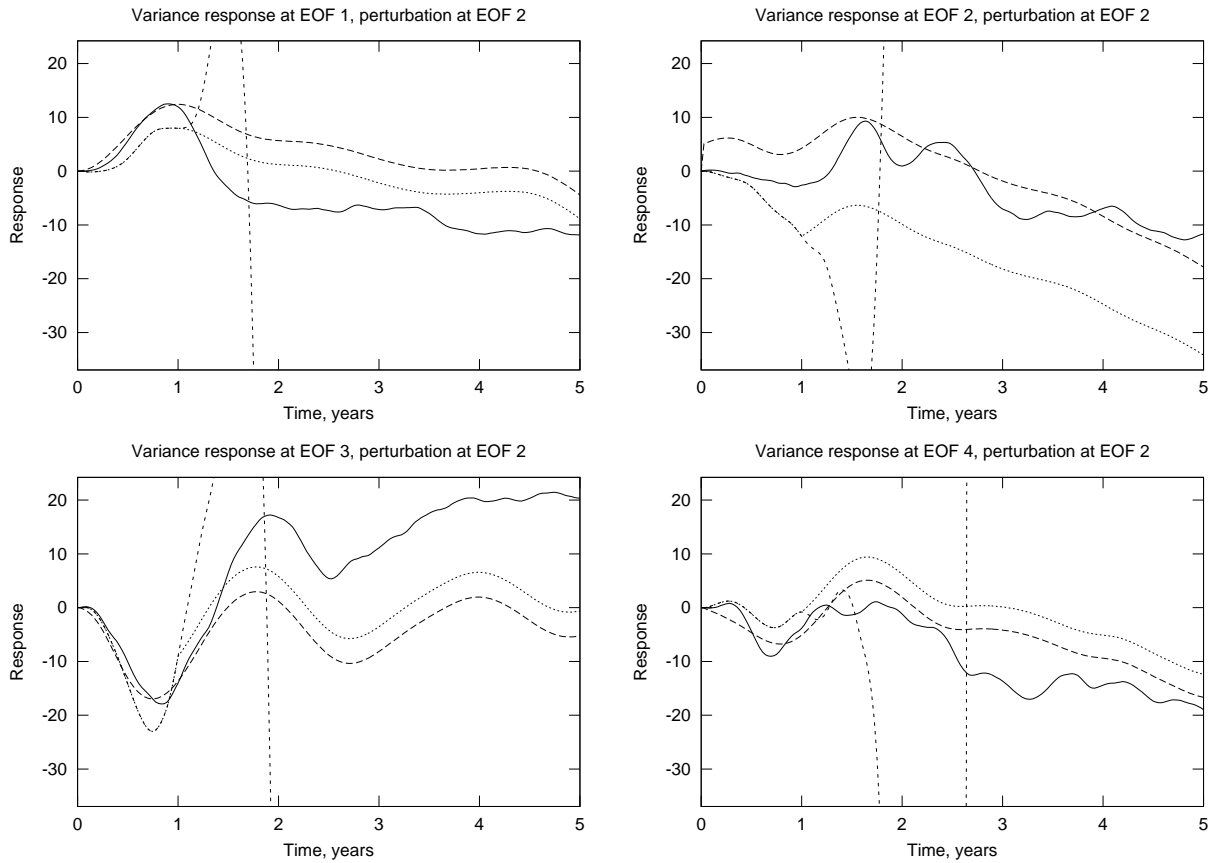 Variance response at EOF 1, perturbation at EOF 2
20
10
0
-10
-20
-30
Response
0 1 2 3 4 5
Time, years
Variance response at EOF 2, perturbation at EOF 2
20
10
0
-10
-20
-30
Response
0 1 2 3 4 5
Time, years
Variance response at EOF 3, perturbation at EOF 2
20
10
0
-10
-20
-30
Response
0 1 2 3 4 5
Time, years
Variance response at EOF 4, perturbation at EOF 2
20
10
0
-10
-20
-30
Response
0 1 2 3 4 5
Time, years